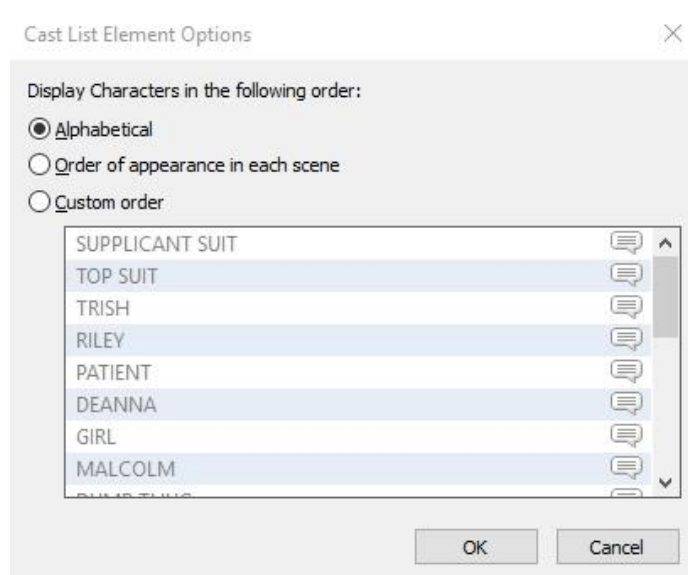 Cast List Element Options
Display Characters in the following order:
Alphabetical
Order of appearance in each scene
Custom order
SUPPLICANT SUIT
TOP SUIT
TRISH
RILEY
PATIENT
DEANNA
GIRL
MALCOLM
OK Cancel